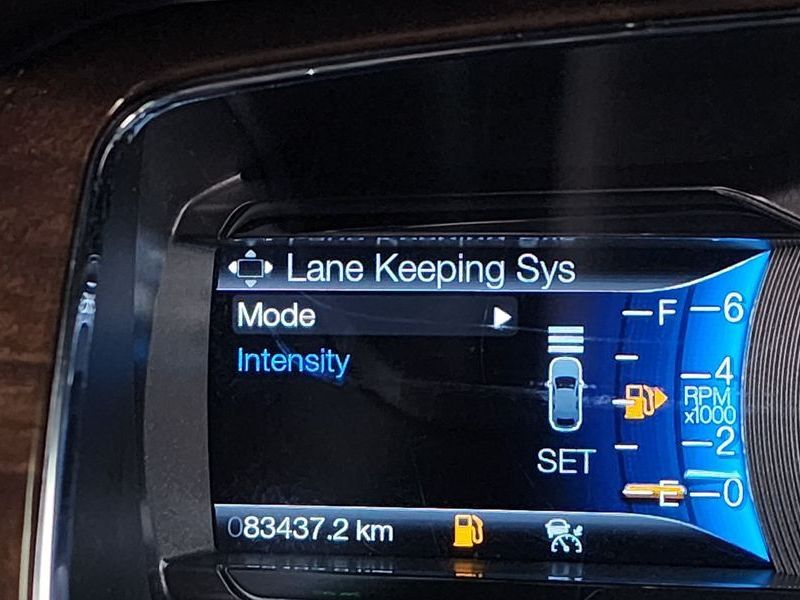 Lane Keeping Sys
Mode
Intensity
SET
F
E
6
4
RPM
x1000
2
0
083437.2 km